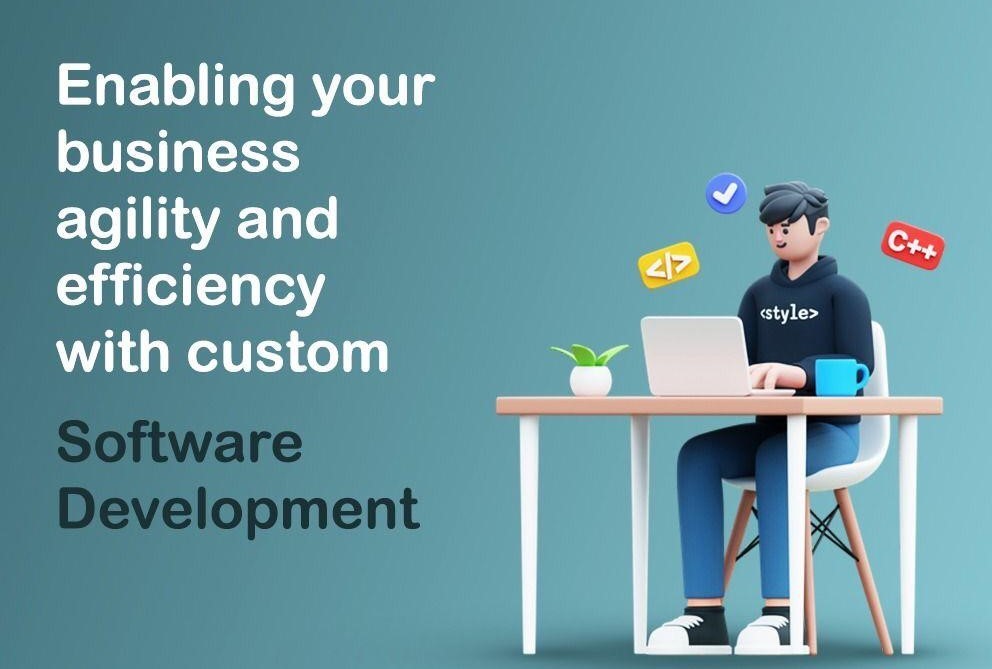 Enabling your
business
agility and
efficiency
with custom
Software
Development
</>
C++
<style>